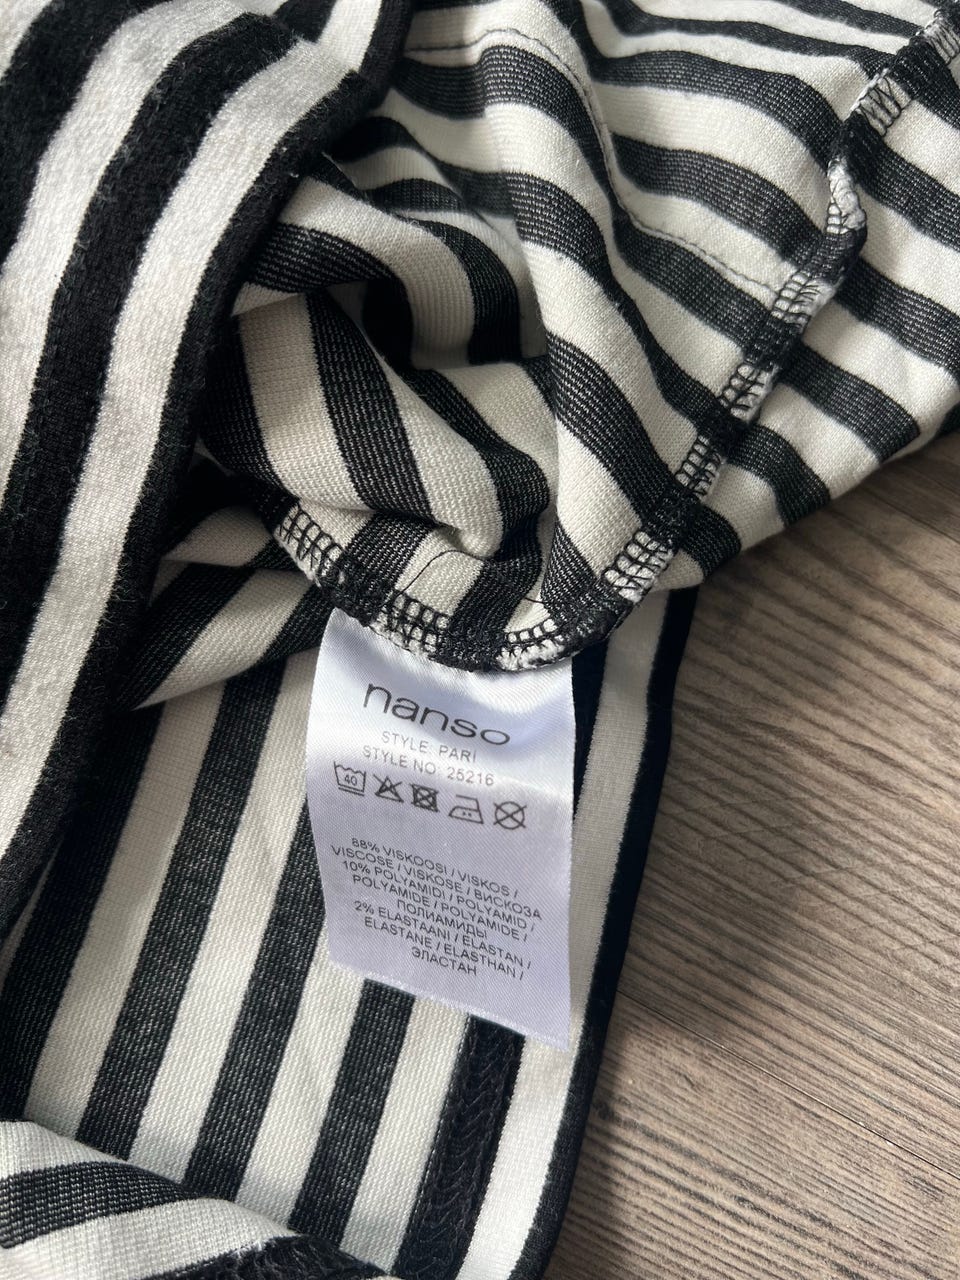 nanso
STYLE: PARI
STYLE NO: 25216
40
88% VISKOOSI / VISKOS /
VISCOSE / VISKOSE / ВИСКОЗА
10% POLYAMIDI / POLYAMID /
POLYAMIDE / POLYAMIDE /
ПОЛИАМИДЫ
2% ELASTAANI / ELASTAN /
ELASTANE / ELASTHAN /
ЭЛАСТАН